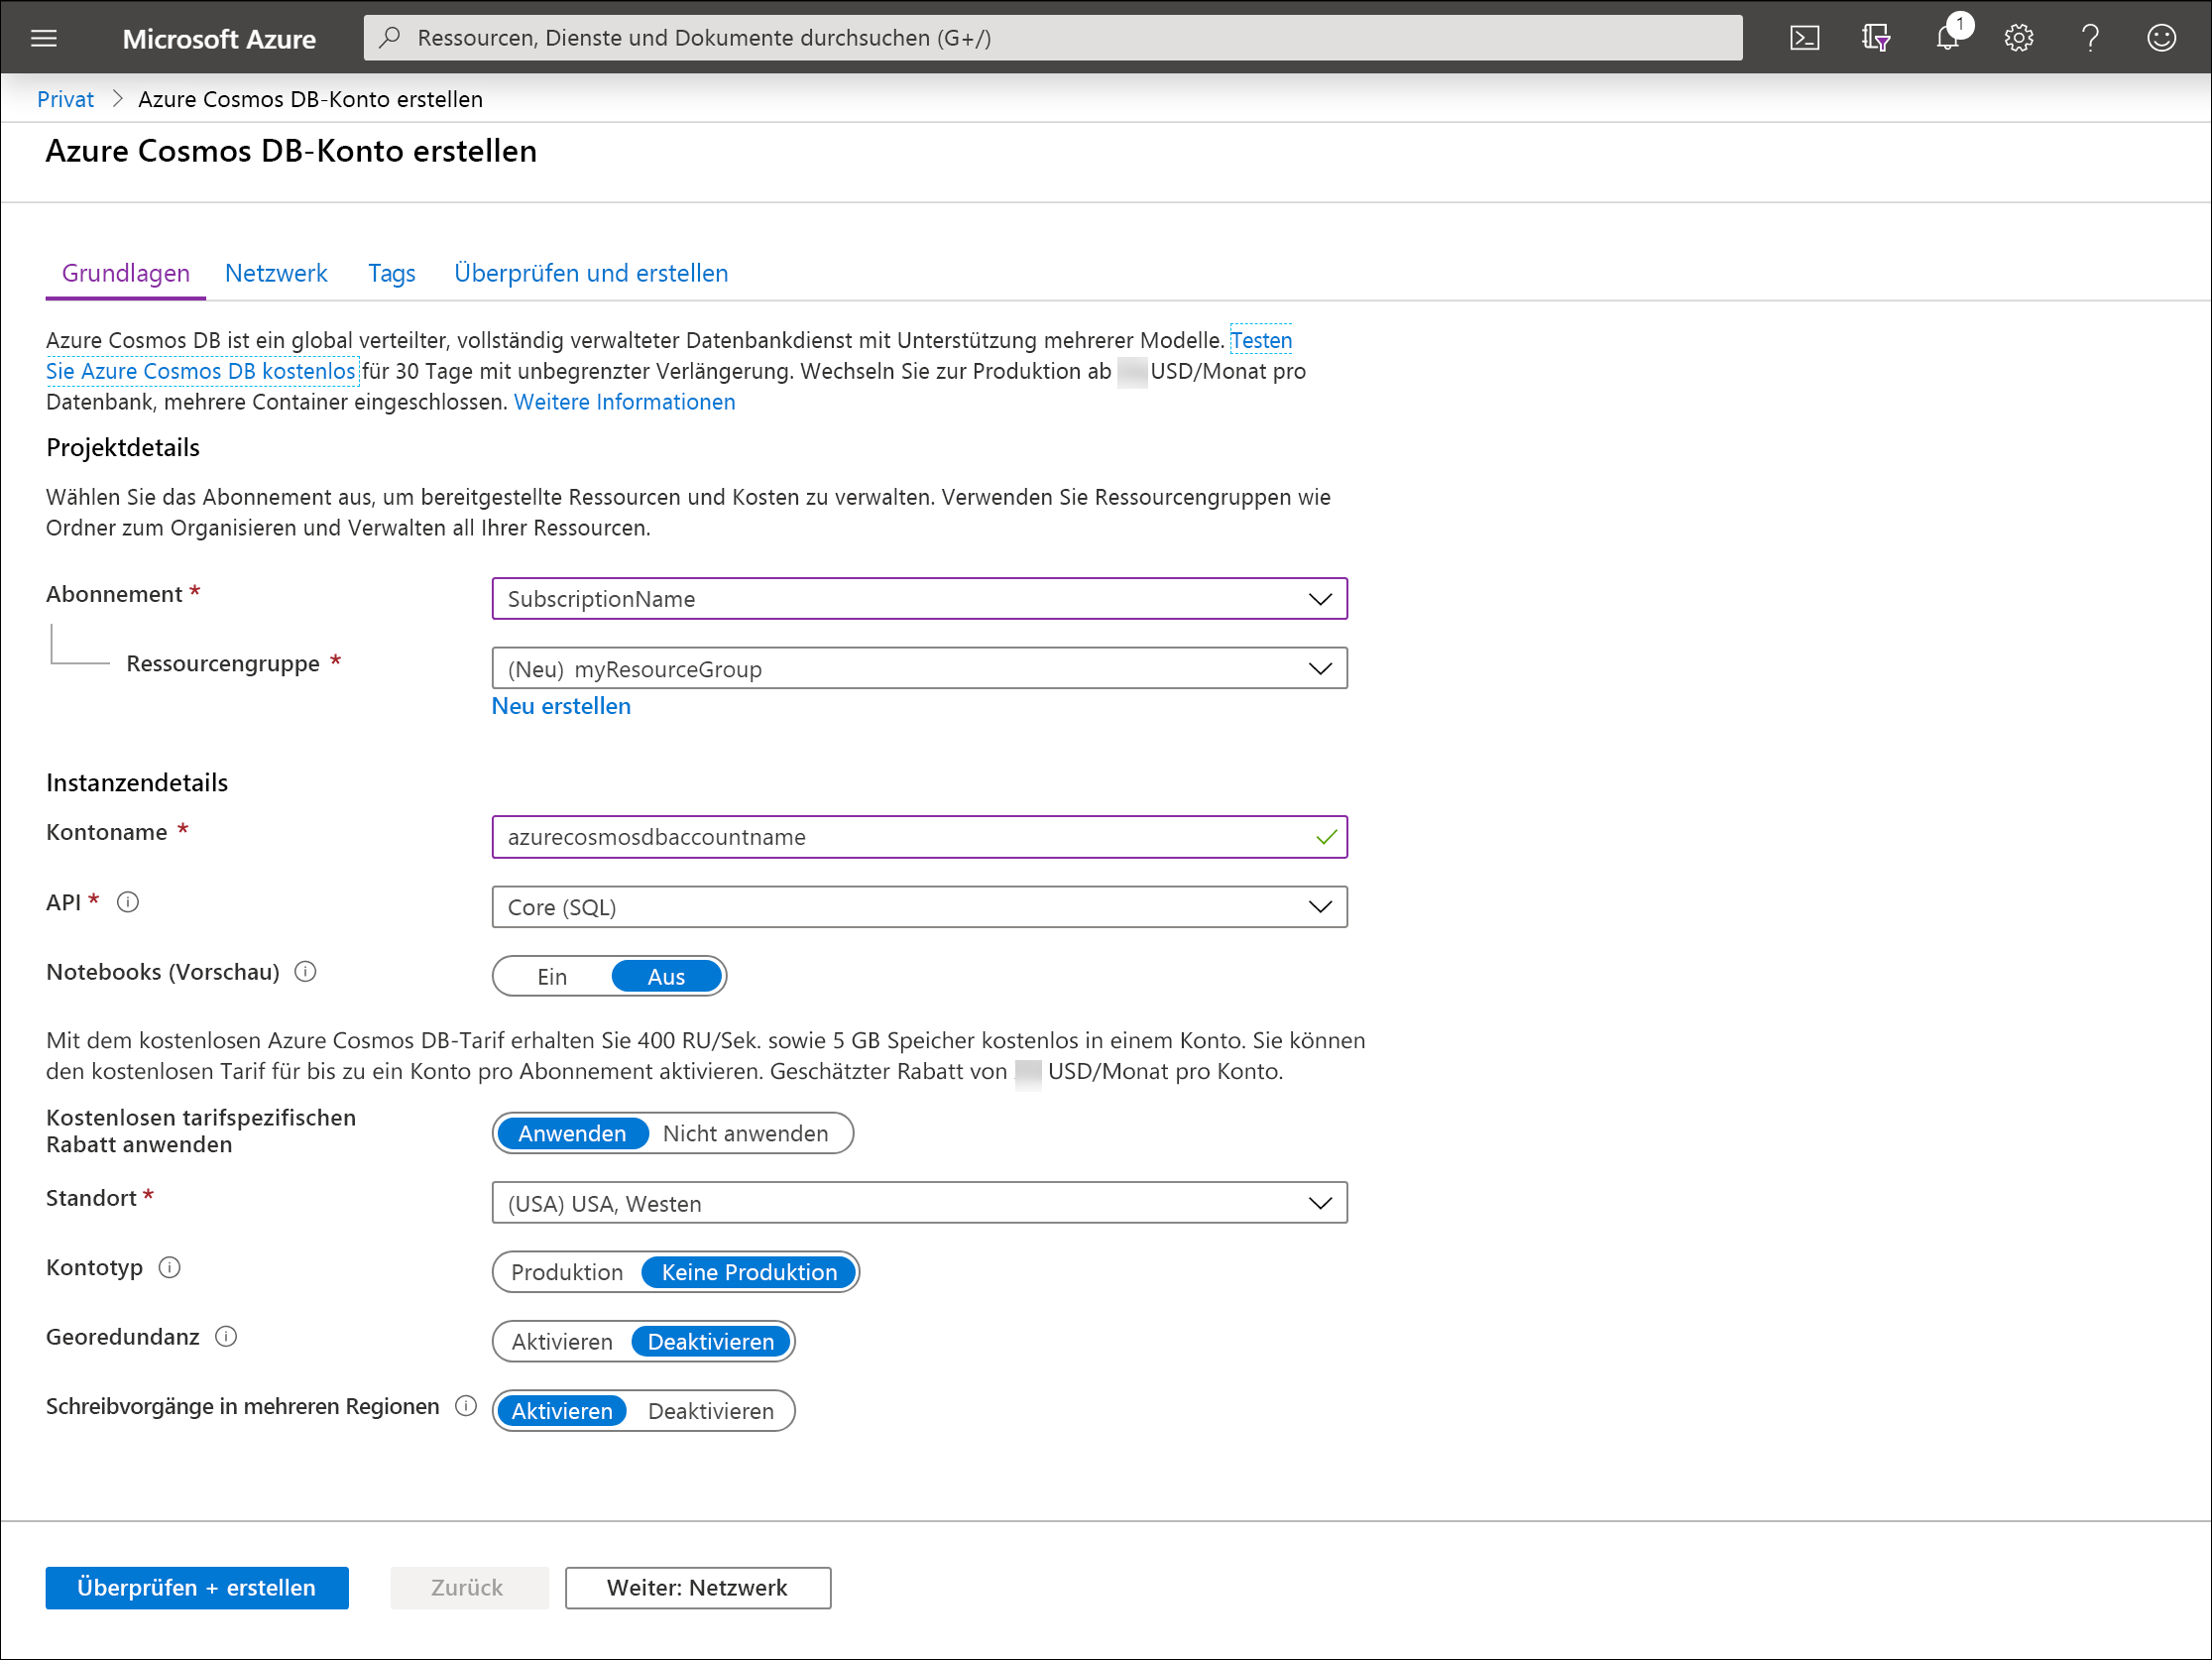 Microsoft Azure
Ressourcen, Dienste und Dokumente durchsuchen (G+/)
1
Privat > Azure Cosmos DB-Konto erstellen
Azure Cosmos DB-Konto erstellen
Grundlagen Netzwerk Tags Überprüfen und erstellen
Azure Cosmos DB ist ein global verteilter, vollständig verwalteter Datenbankdienst mit Unterstützung mehrerer Modelle. Testen
Sie Azure Cosmos DB kostenlos für 30 Tage mit unbegrenzter Verlängerung. Wechseln Sie zur Produktion ab USD/Monat pro
Datenbank, mehrere Container eingeschlossen. Weitere Informationen
Projektdetails
Wählen Sie das Abonnement aus, um bereitgestellte Ressourcen und Kosten zu verwalten. Verwenden Sie Ressourcengruppen wie
Ordner zum Organisieren und Verwalten all Ihrer Ressourcen.
Abonnement * SubscriptionName
Ressourcengruppe * (Neu) myResourceGroup
Neu erstellen
Instanzendetails
Kontoname * azurecosmosdbaccountname
API * Core (SQL)
Notebooks (Vorschau) Ein Aus
Mit dem kostenlosen Azure Cosmos DB-Tarif erhalten Sie 400 RU/Sek. sowie 5 GB Speicher kostenlos in einem Konto. Sie können
den kostenlosen Tarif für bis zu ein Konto pro Abonnement aktivieren. Geschätzter Rabatt von USD/Monat pro Konto.
Kostenlosen tarifspezifischen
Rabatt anwenden
Anwenden Nicht anwenden
Standort * (USA) USA, Westen
Kontotyp Produktion Keine Produktion
Georedundanz Aktivieren Deaktivieren
Schreibvorgänge in mehreren Regionen Aktivieren Deaktivieren
Überprüfen + erstellen Zurück Weiter: Netzwerk